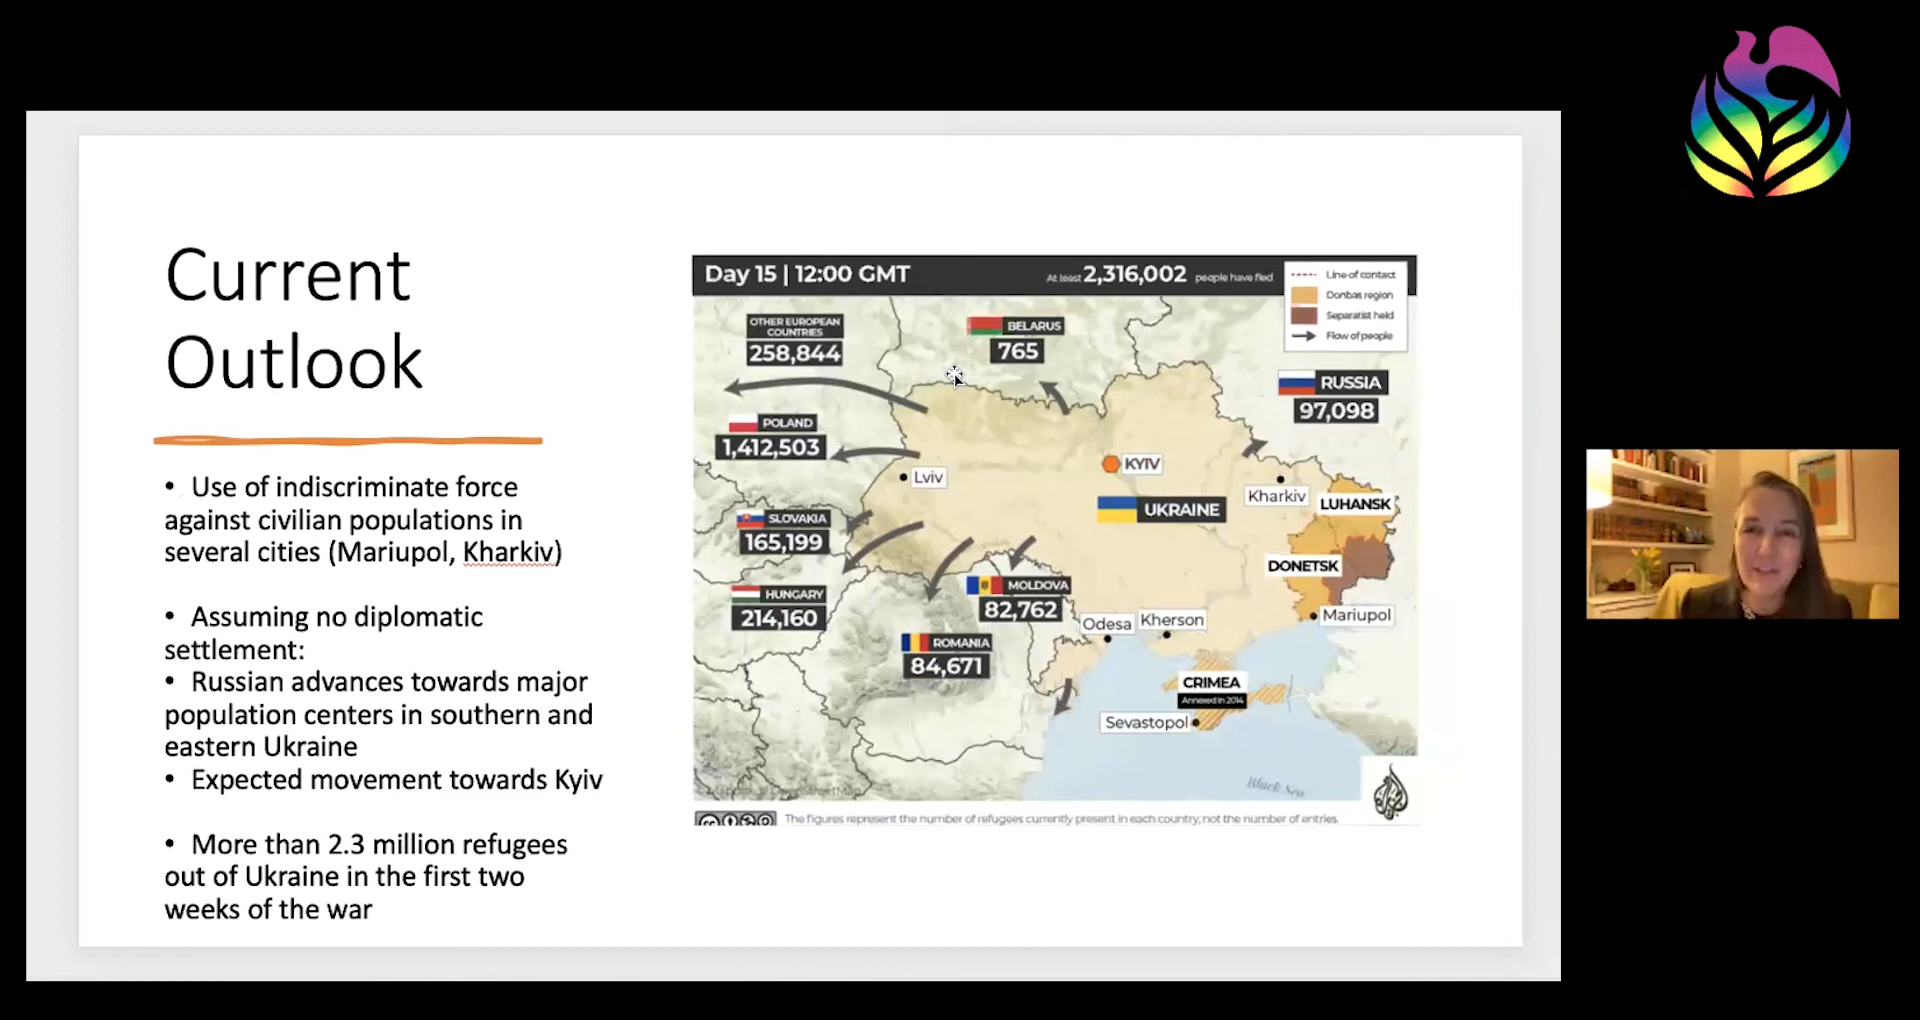 Current
Outlook
• Use of indiscriminate force
against civilian populations in
several cities (Mariupol, Kharkiv)
• Assuming no diplomatic
settlement:
• Russian advances towards major
population centers in southern and
eastern Ukraine
• Expected movement towards Kyiv
• More than 2.3 million refugees
out of Ukraine in the first two
weeks of the war
Day 15 | 12:00 GMT
At least 2,316,002 people have fled
Line of contact
Donbas region
Separatist held
Flow of people
OTHER EUROPEAN
COUNTRIES
258,844
BELARUS
765
RUSSIA
97,098
POLAND
1,412,503
KYIV
Lviv
Kharkiv
LUHANSK
UKRAINE
SLOVAKIA
165,199
DONETSK
HUNGARY
214,160
MOLDOVA
82,762
Odesa
Kherson
Mariupol
ROMANIA
84,671
CRIMEA
Annexed in 2014
Sevastopol
Black Sea
OpenStreetMap
The figures represent the number of refugees currently present in each country, not the number of entries.